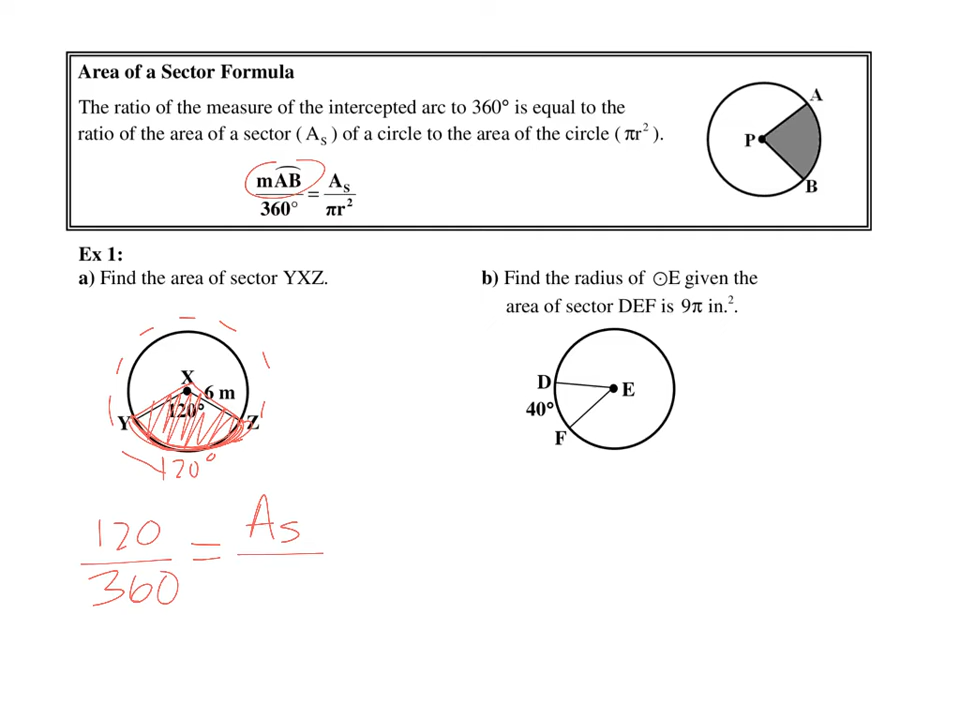 Area of a Sector Formula
The ratio of the measure of the intercepted arc to 360° is equal to the
ratio of the area of a sector ( Aₛ ) of a circle to the area of the circle ( πr² ).
mAB / 360° = Aₛ / πr²
P
A
B
Ex 1:
a) Find the area of sector YXZ.
X
6 m
120°
Y
Z
120°
120 / 360 = As
b) Find the radius of ⊙E given the
area of sector DEF is 9π in.².
D
E
40°
F